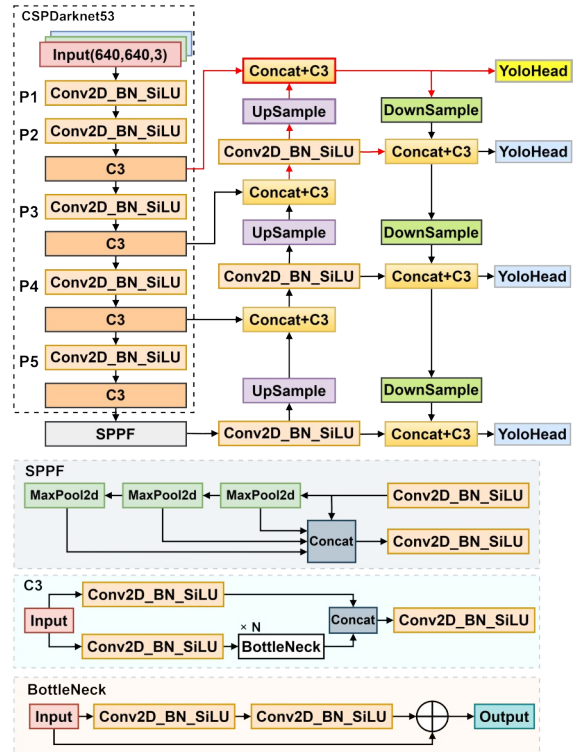 CSPDarknet53
Input(640,640,3)
P1
Conv2D_BN_SiLU
P2
Conv2D_BN_SiLU
C3
P3
Conv2D_BN_SiLU
C3
P4
Conv2D_BN_SiLU
C3
P5
Conv2D_BN_SiLU
C3
SPPF
Concat+C3
UpSample
Conv2D_BN_SiLU
Concat+C3
UpSample
Conv2D_BN_SiLU
Concat+C3
UpSample
Conv2D_BN_SiLU
YoloHead
DownSample
Concat+C3
YoloHead
DownSample
Concat+C3
YoloHead
DownSample
Concat+C3
YoloHead
SPPF
MaxPool2d
MaxPool2d
MaxPool2d
Conv2D_BN_SiLU
Concat
Conv2D_BN_SiLU
C3
Input
Conv2D_BN_SiLU
Conv2D_BN_SiLU
× N
BottleNeck
Concat
Conv2D_BN_SiLU
BottleNeck
Input
Conv2D_BN_SiLU
Conv2D_BN_SiLU
Output